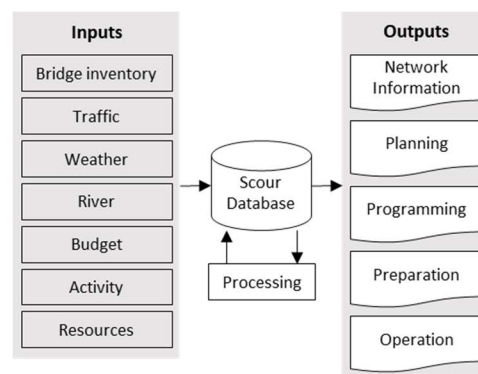 Inputs
Bridge inventory
Traffic
Weather
River
Budget
Activity
Resources
Scour
Database
Processing
Outputs
Network
Information
Planning
Programming
Preparation
Operation